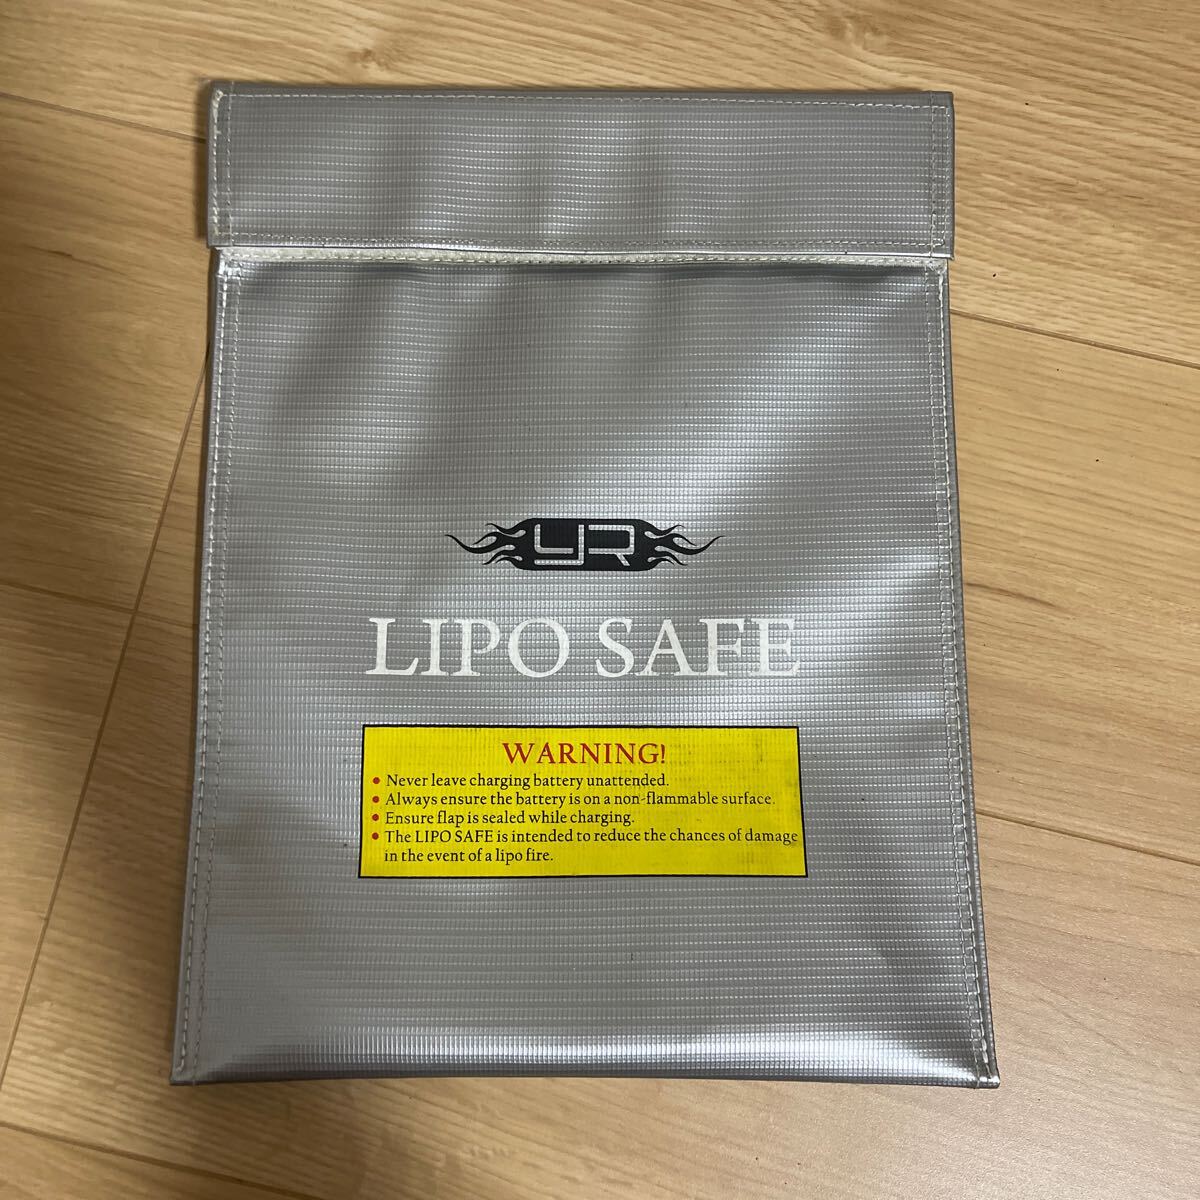 YR
LIPO SAFE
WARNING!
• Never leave charging battery unattended.
• Always ensure the battery is on a non-flammable surface.
• Ensure flap is sealed while charging.
• The LIPO SAFE is intended to reduce the chances of damage
in the event of a lipo fire.